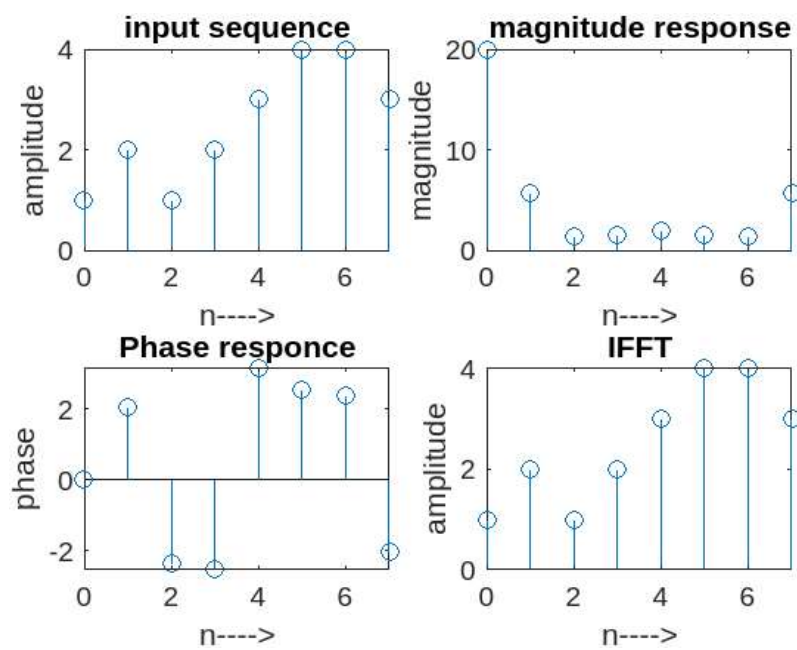 input sequence
amplitude
4
2
0
0 2 4 6
n---->
magnitude response
magnitude
20
10
0
0 2 4 6
n---->
Phase responce
phase
2
0
-2
0 2 4 6
n---->
IFFT
amplitude
4
2
0
0 2 4 6
n---->